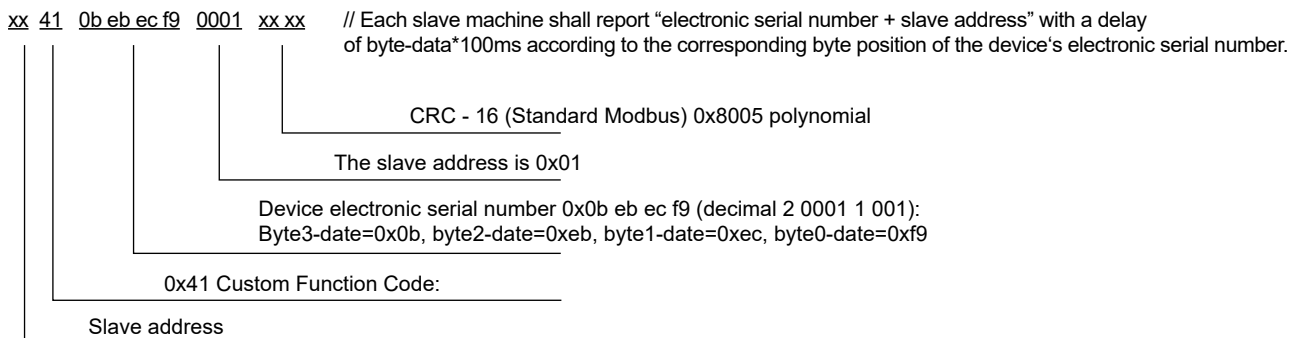 xx 41 0b eb ec f9 0001 xx xx // Each slave machine shall report “electronic serial number + slave address” with a delay
of byte-data*100ms according to the corresponding byte position of the device‘s electronic serial number.
CRC - 16 (Standard Modbus) 0x8005 polynomial
The slave address is 0x01
Device electronic serial number 0x0b eb ec f9 (decimal 2 0001 1 001):
Byte3-date=0x0b, byte2-date=0xeb, byte1-date=0xec, byte0-date=0xf9
0x41 Custom Function Code:
Slave address